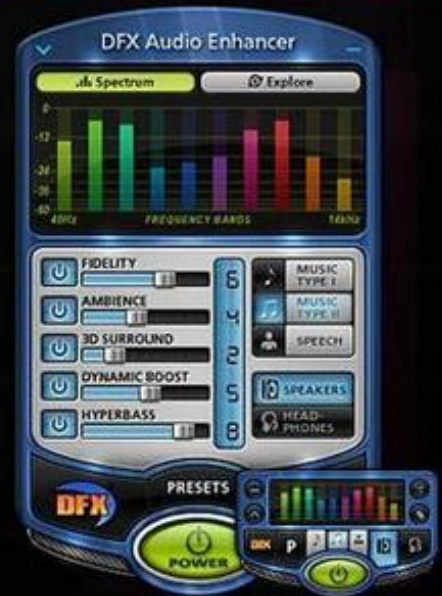 DFX Audio Enhancer
Spectrum
Explore
0
-12
-24
-36
-60
40Hz FREQUENCY BANDS 16kHz
FIDELITY 6
AMBIENCE 4
3D SURROUND 2
DYNAMIC BOOST 5
HYPERBASS 8
MUSIC
TYPE I
MUSIC
TYPE II
SPEECH
SPEAKERS
HEAD-
PHONES
PRESETS
DFX
POWER
DFX P